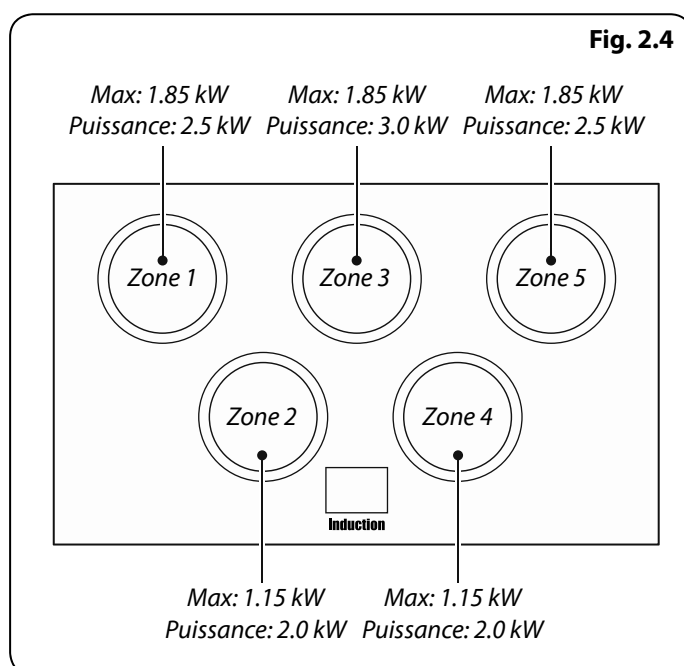 Fig. 2.4
Max: 1.85 kW
Puissance: 2.5 kW
Max: 1.85 kW
Puissance: 3.0 kW
Max: 1.85 kW
Puissance: 2.5 kW
Zone 1
Zone 3
Zone 5
Zone 2
Zone 4
Induction
Max: 1.15 kW
Puissance: 2.0 kW
Max: 1.15 kW
Puissance: 2.0 kW